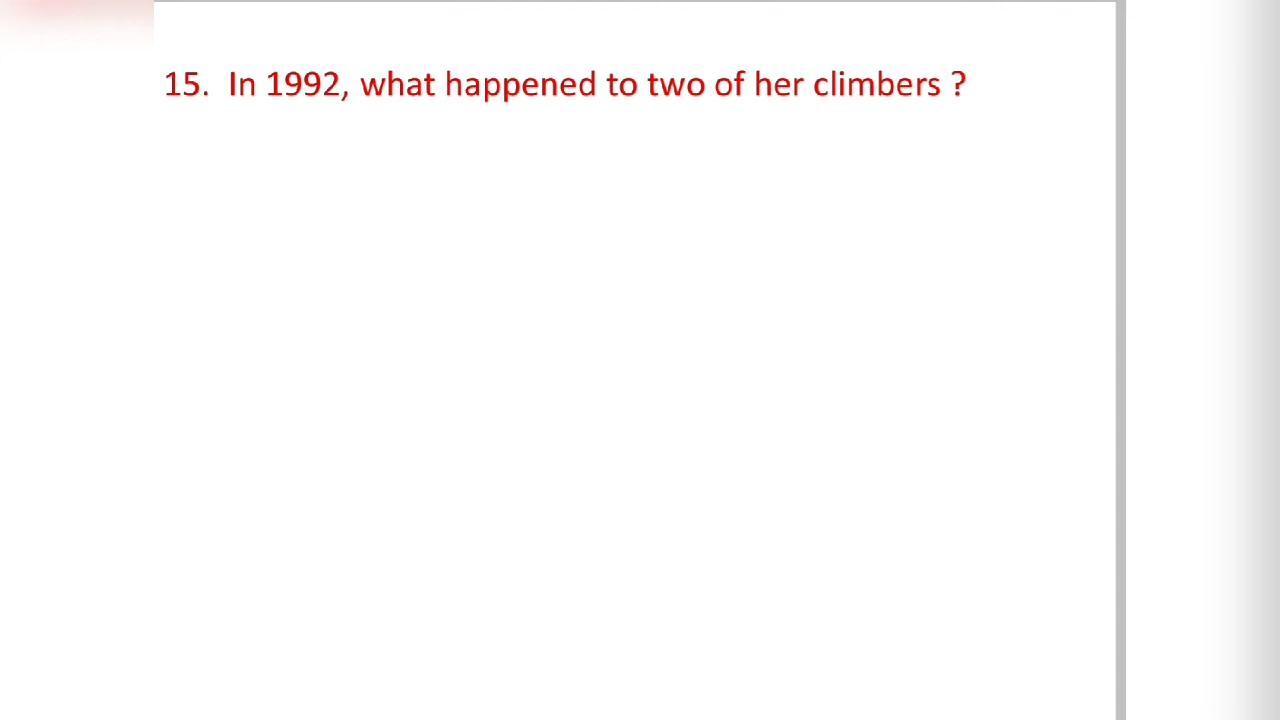 15. In 1992, what happened to two of her climbers ?